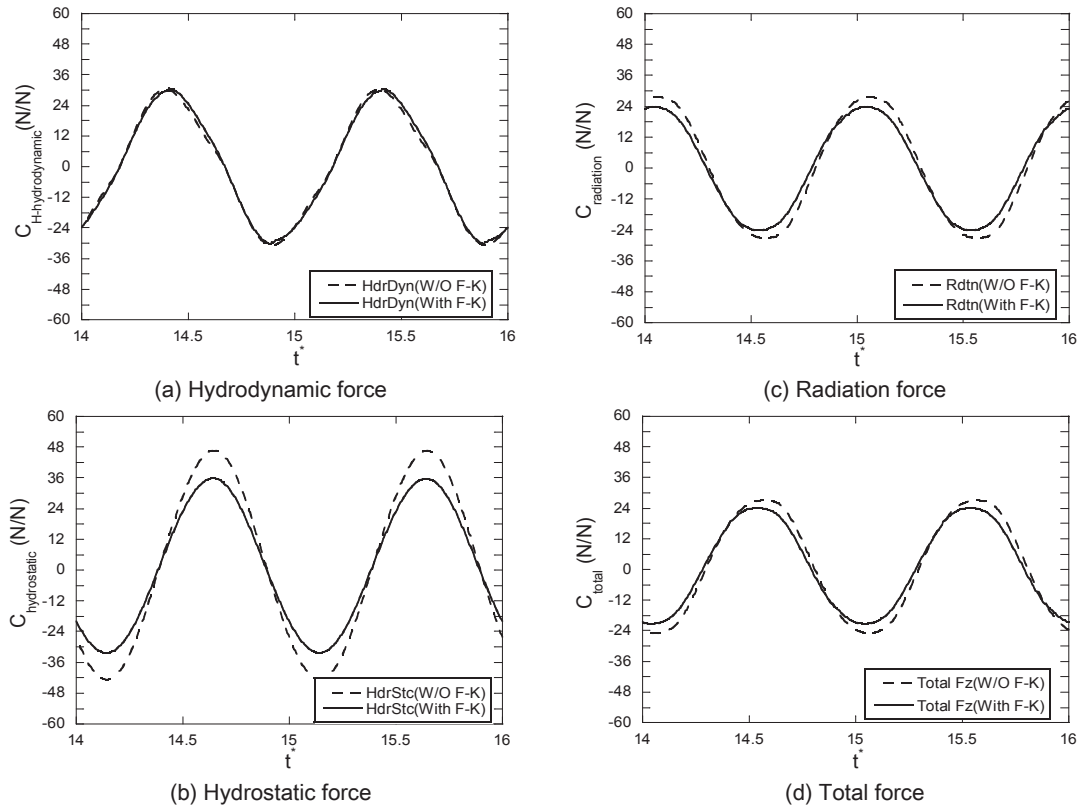 60
48
36
24
12
0
-12
-24
-36
-48
-60
C_H-hydrodynamic (N/N)
HdrDyn(W/O F-K)
HdrDyn(With F-K)
14 14.5 15 15.5 16
t*
(a) Hydrodynamic force
60
48
36
24
12
0
-12
-24
-36
-48
-60
C_radiation (N/N)
Rdtn(W/O F-K)
Rdtn(With F-K)
14 14.5 15 15.5 16
t*
(c) Radiation force
60
48
36
24
12
0
-12
-24
-36
-48
-60
C_hydrostatic (N/N)
HdrStc(W/O F-K)
HdrStc(With F-K)
14 14.5 15 15.5 16
t*
(b) Hydrostatic force
60
48
36
24
12
0
-12
-24
-36
-48
-60
C_total (N/N)
Total Fz(W/O F-K)
Total Fz(With F-K)
14 14.5 15 15.5 16
t*
(d) Total force